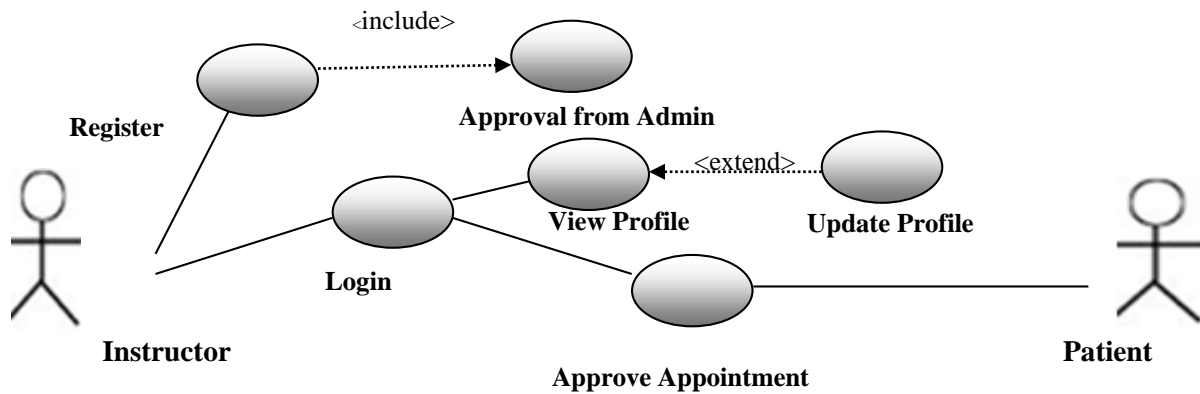 <include>
Register
Approval from Admin
<extend>
View Profile
Update Profile
Login
Instructor
Patient
Approve Appointment